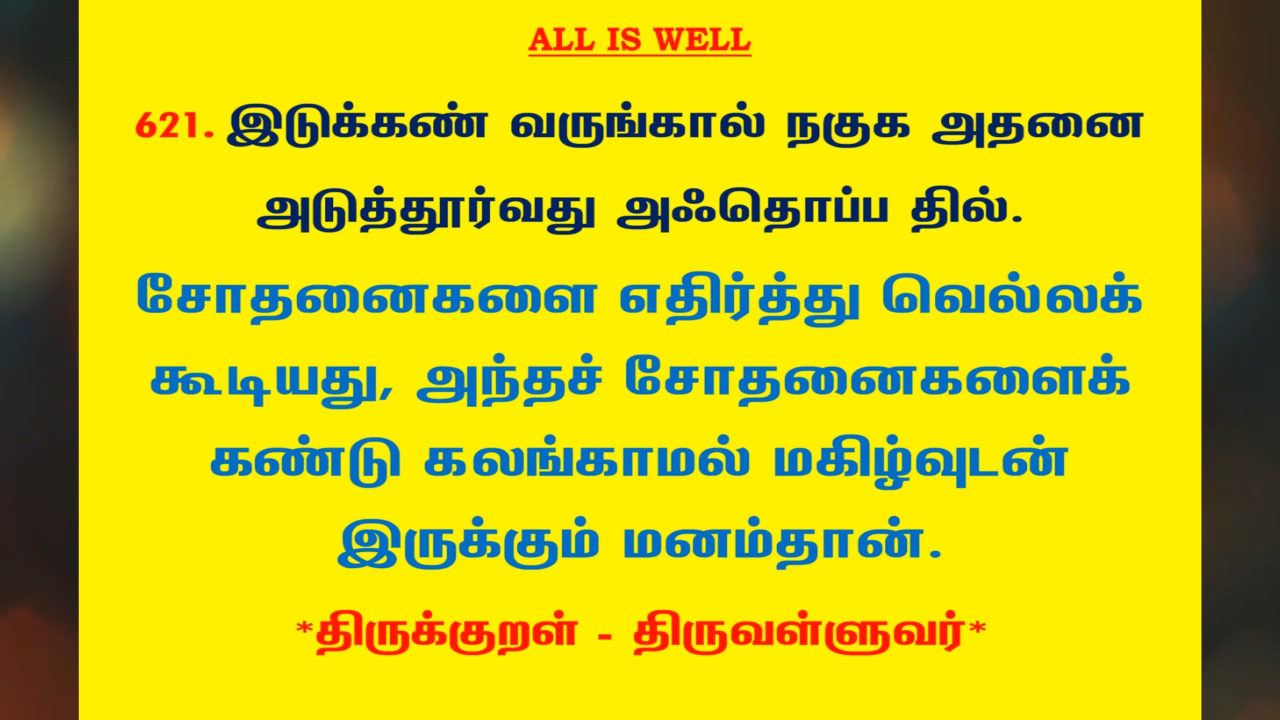 ALL IS WELL
621. இடுக்கண் வருங்கால் நகுக அதனை
அடுத்தூர்வது அஃதொப்ப தில்.
சோதனைகளை எதிர்த்து வெல்லக்
கூடியது, அந்தச் சோதனைகளைக்
கண்டு கலங்காமல் மகிழ்வுடன்
இருக்கும் மனம்தான்.
*திருக்குறள் - திருவள்ளுவர்*